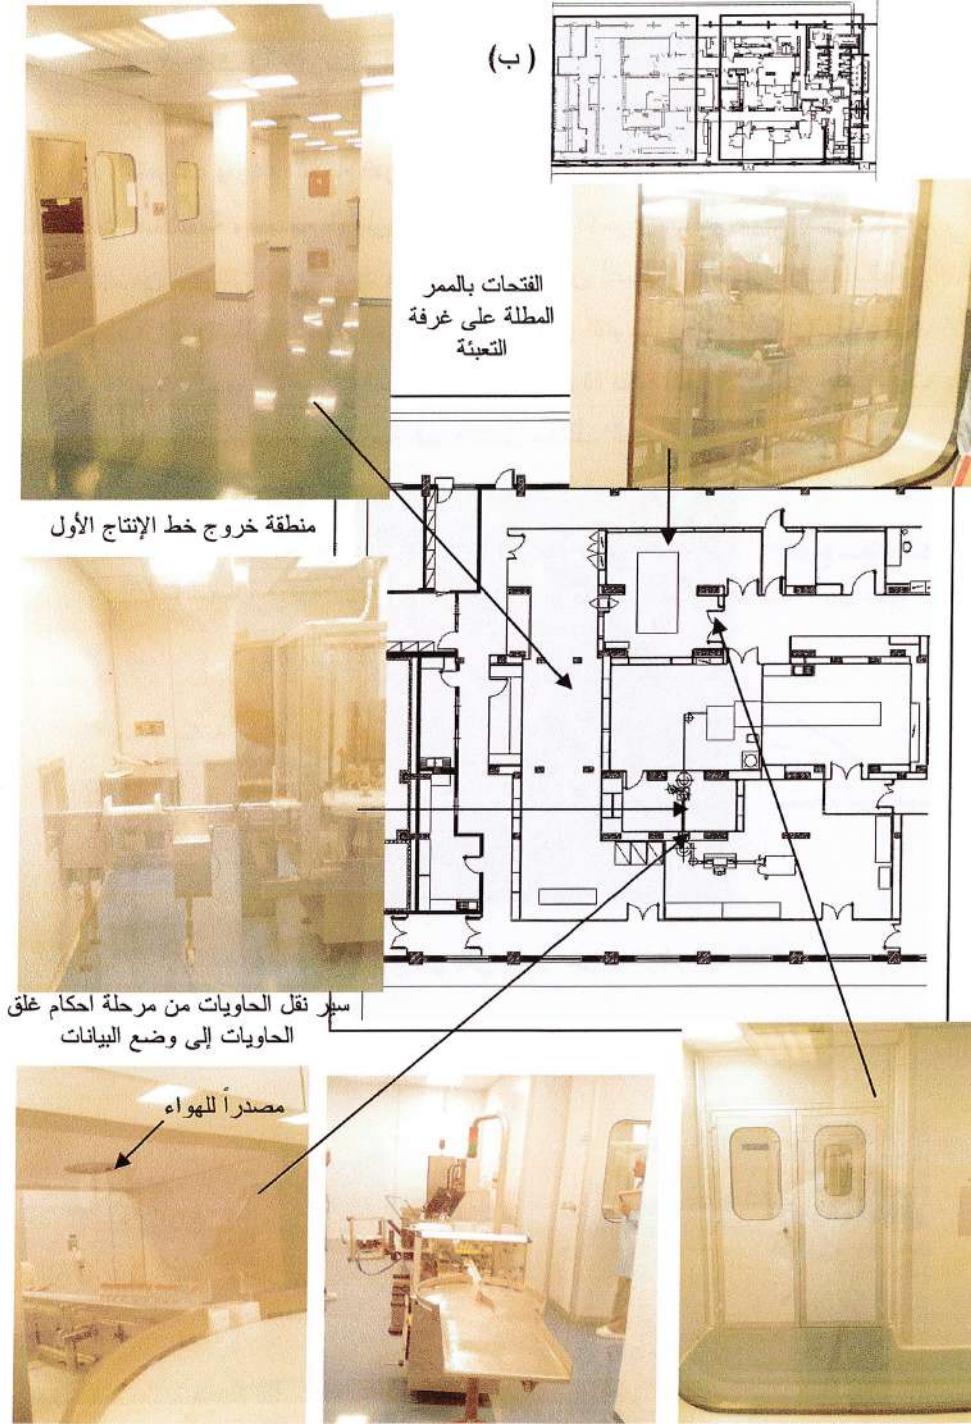 (ب)
الفتحات بالممر
المطلة على غرفة
التعبئة
منطقة خروج خط الإنتاج الأول
سير نقل الحاويات من مرحلة احكام غلق
الحاويات إلى وضع البيانات
مصدراً للهواء